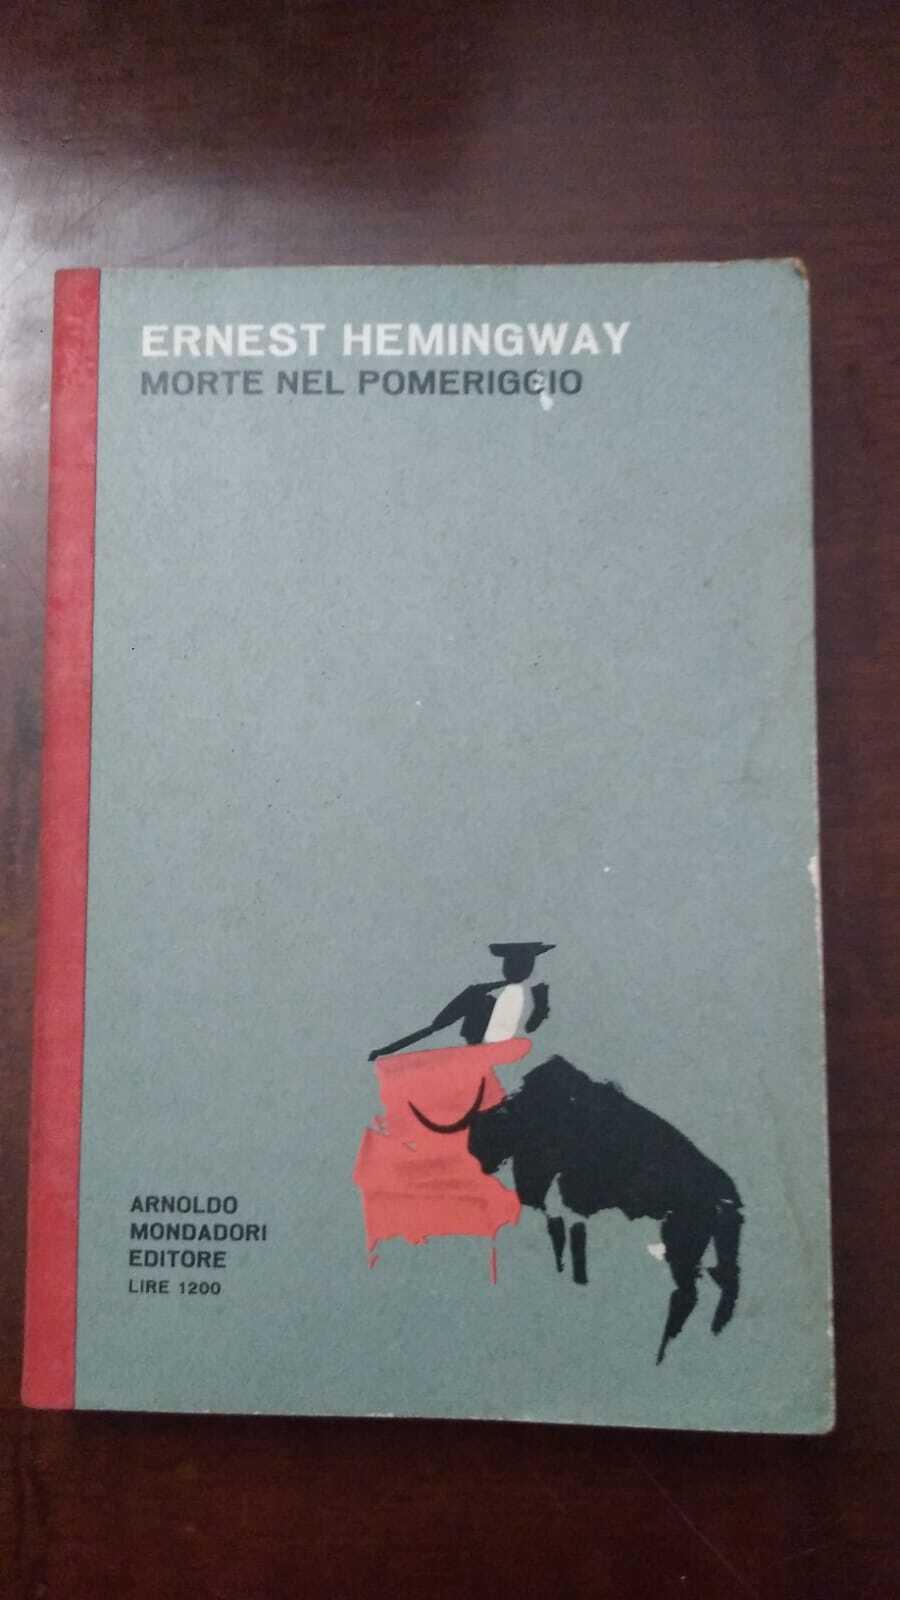 ERNEST HEMINGWAY
MORTE NEL POMERIGGIO
ARNOLDO
MONDADORI
EDITORE
LIRE 1200